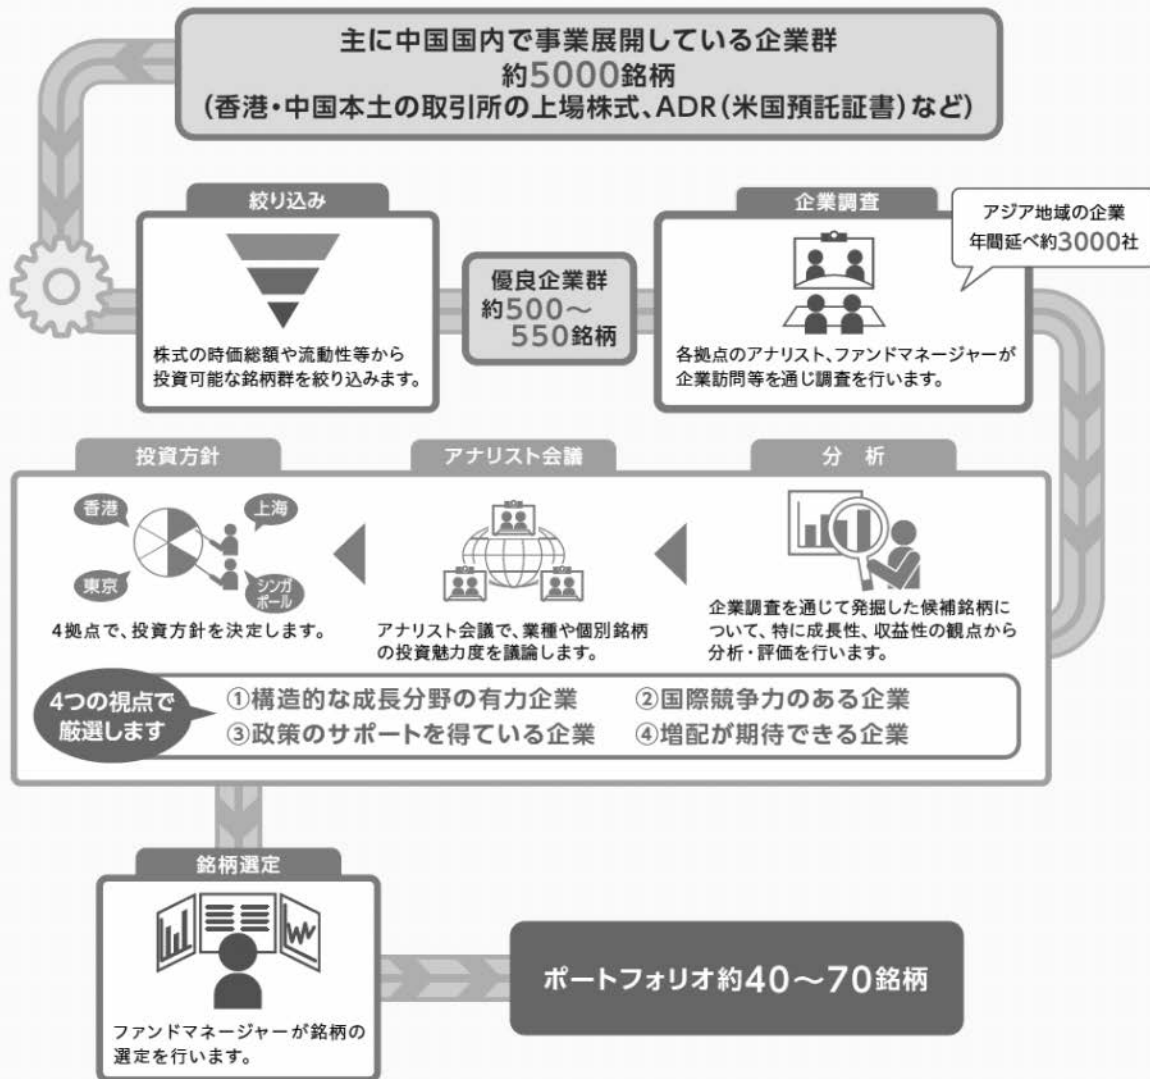 主に中国国内で事業展開している企業群
約5000銘柄
(香港・中国本土の取引所の上場株式、ADR(米国預託証書)など)
絞り込み
株式の時価総額や流動性等から
投資可能な銘柄群を絞り込みます。
優良企業群
約500～
550銘柄
企業調査
アジア地域の企業
年間延べ約3000社
各拠点のアナリスト、ファンドマネージャーが
企業訪問等を通じ調査を行います。
分 析
企業調査を通じて発掘した候補銘柄に
ついて、特に成長性、収益性の観点から
分析・評価を行います。
アナリスト会議
アナリスト会議で、業種や個別銘柄
の投資魅力度を議論します。
投資方針
香港
上海
東京
シンガ
ポール
4拠点で、投資方針を決定します。
4つの視点で
厳選します
①構造的な成長分野の有力企業 ②国際競争力のある企業
③政策のサポートを得ている企業 ④増配が期待できる企業
銘柄選定
ファンドマネージャーが銘柄の
選定を行います。
ポートフォリオ約40～70銘柄